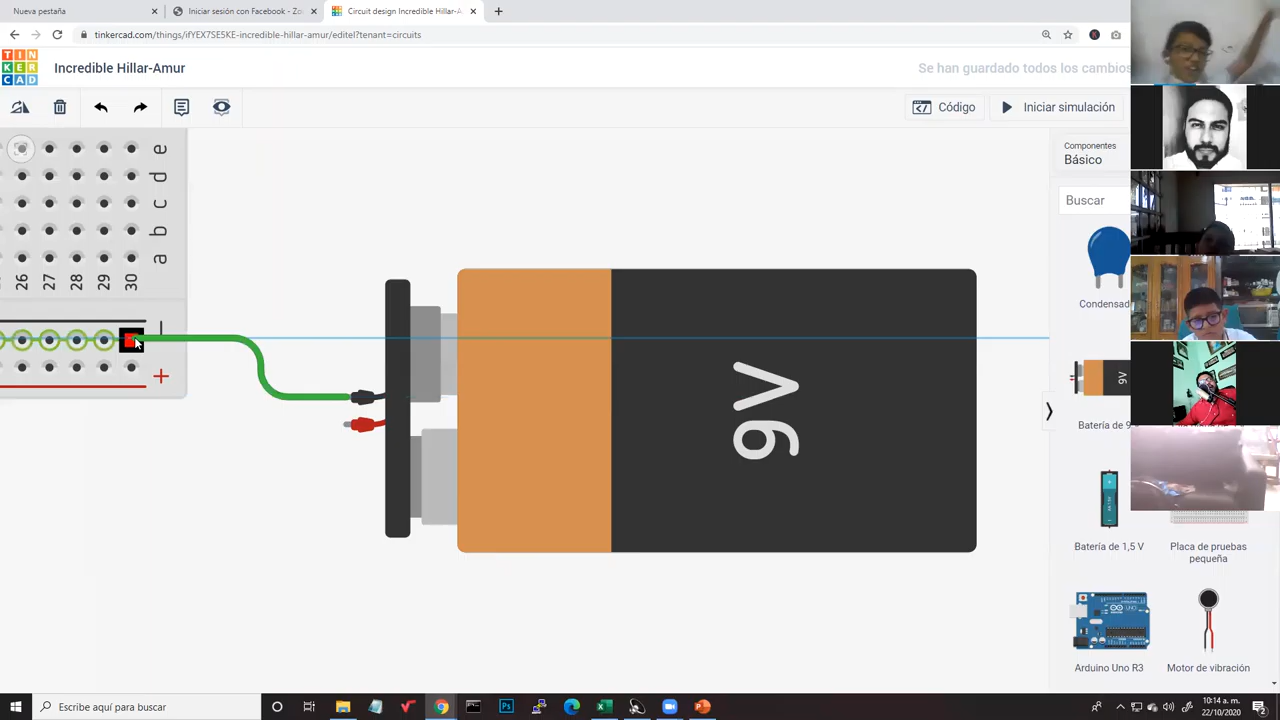 Nueva pestaña
Iniciar sesión con Facebook - Zo
Circuit design Incredible Hillar-A
tinkercad.com/things/ifYEX7SE5KE-incredible-hillar-amur/editel?tenant=circuits
TIN
KER
CAD
Incredible Hillar-Amur
Se han guardado todos los cambios
Código
Iniciar simulación
Componentes
Básico
Buscar
e
d
c
b
a
26 27 28 29 30
9V
Condensad
9V
Batería de 9
Batería de 1,5 V
Placa de pruebas
pequeña
Arduino Uno R3
Motor de vibración
Escribe aquí para buscar
10:14 a. m.
22/10/2020
2